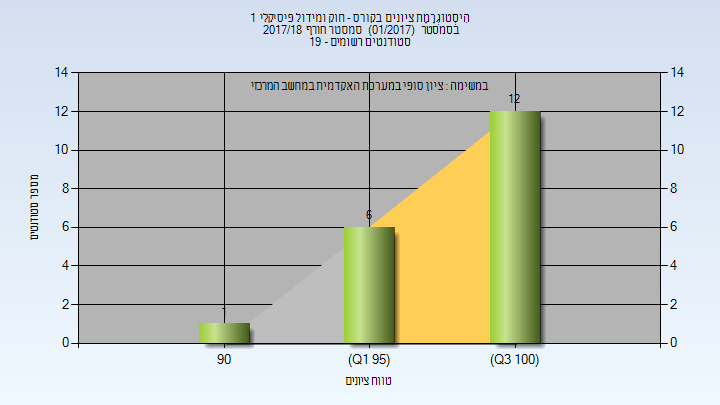 היסטוגרמת ציונים בקורס - חוק ומידול פיסיקלי 1
בסמסטר (01/2017) סמסטר חורף 2017/18
סטודנטים רשומים - 19
במשימה : ציון סופי במערכת האקדמית במחשב המרכזי
14 14
12 12
10 10
8 8
6 6
4 4
2 2
0 0
12
6
1
מספר סטודנטים
90 (Q1 95) (Q3 100)
טווח ציונים